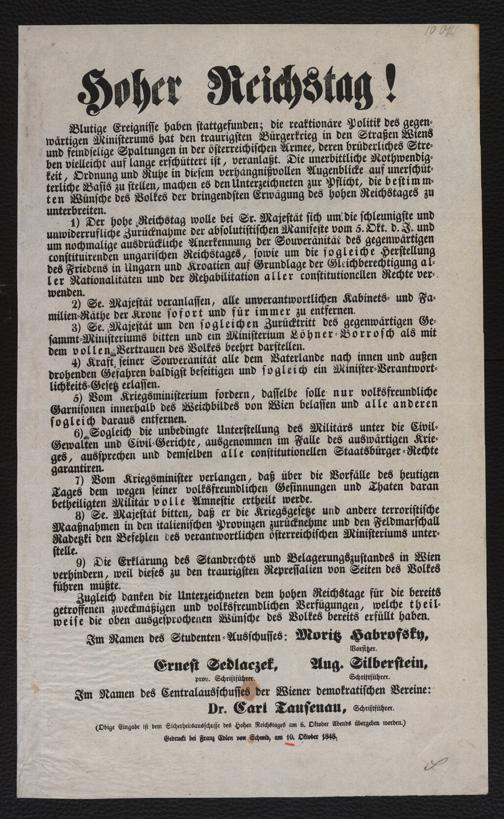 10 Okt.
Hoher Reichstag!
Blutige Ereignisse haben stattgefunden; die reaktionäre Politik des gegen-
wärtigen Ministeriums hat den traurigsten Bürgerkrieg in den Straßen Wiens
und feindselige Spaltungen in der österreichischen Armee, deren brüderliches Stre-
ben vielleicht auf lange erschüttert ist, veranlaßt. Die unerbittliche Nothwendig-
keit, Ordnung und Ruhe in diesem verhängnißvollen Augenblicke auf unerschüt-
terliche Basis zu stellen, machen es den Unterzeichneten zur Pflicht, die bestimm-
ten Wünsche des Volkes der dringendsten Erwägung des hohen Reichstages zu
unterbreiten.
1) Der hohe Reichstag wolle bei Sr. Majestät sich um die schleunigste und
unwiderrufliche Zurücknahme der absolutistischen Manifeste vom 5. Okt. d. J. und
um nochmalige ausdrückliche Anerkennung der Souveränität des gegenwärtigen
constituirenden ungarischen Reichstages, sowie um die sogleiche Herstellung
des Friedens in Ungarn und Kroatien auf Grundlage der Gleichberechtigung al-
ler Nationalitäten und der Rehabilitation aller constitutionellen Rechte ver-
wenden.
2) Se. Majestät veranlassen, alle unverantwortlichen Kabinets- und Fa-
milien-Räthe der Krone sofort und für immer zu entfernen.
3) Se. Majestät um den sogleichen Zurücktritt des gegenwärtigen Ge-
sammt-Ministeriums bitten und ein Ministerium Löhner-Borrosch als mit
dem vollen Vertrauen des Volkes beehrt darstellen.
4) Kraft seiner Souveränität alle dem Vaterlande nach innen und außen
drohenden Gefahren baldigst beseitigen und sogleich ein Minister-Verantwort-
lichkeits-Gesetz erlassen.
5) Vom Kriegsministerium fordern, dasselbe solle nur volksfreundliche
Garnisonen innerhalb des Weichbildes von Wien belassen und alle anderen
sogleich daraus entfernen.
6) Sogleich die unbedingte Unterstellung des Militärs unter die Civil-
Gewalten und Civil-Gerichte, ausgenommen im Falle des auswärtigen Krie-
ges, aussprechen und demselben alle constitutionellen Staatsbürger-Rechte
garantiren.
7) Vom Kriegsminister verlangen, daß über die Vorfälle des heutigen
Tages dem wegen seiner volksfreundlichen Gesinnungen und Thaten daran
betheiligten Militär volle Amnestie ertheilt werde.
8) Se. Majestät bitten, daß er die Kriegsgesetze und andere terroristische
Maaßnahmen in den italienischen Provinzen zurücknehme und den Feldmarschall
Radetzki den Befehlen des verantwortlichen österreichischen Ministeriums unter-
stelle.
9) Die Erklärung des Standrechts und Belagerungszustandes in Wien
verhindern, weil dieses zu den traurigsten Repressalien von Seiten des Volkes
führen müßte.
Zugleich danken die Unterzeichneten dem hohen Reichstage für die bereits
getroffenen zweckmäßigen und volksfreundlichen Verfügungen, welche theil-
weise die oben ausgesprochenen Wünsche des Volkes bereits erfüllt haben.
Im Namen des Studenten-Ausschusses: Moritz Habrofsky,
Vorsitzer.
Ernest Sedlaczek, Aug. Silberstein,
prov. Schriftführer. Schriftführer.
Im Namen des Centralausschusses der Wiener demokratischen Vereine:
Dr. Carl Tausenau, Schriftführer.
(Obige Eingabe ist dem Sicherheitsausschusse des Hohen Reichstages am 6. Oktober Abends übergeben worden.)
Gedruckt bei Franz Edlen von Schmid, am 10. Oktober 1848.